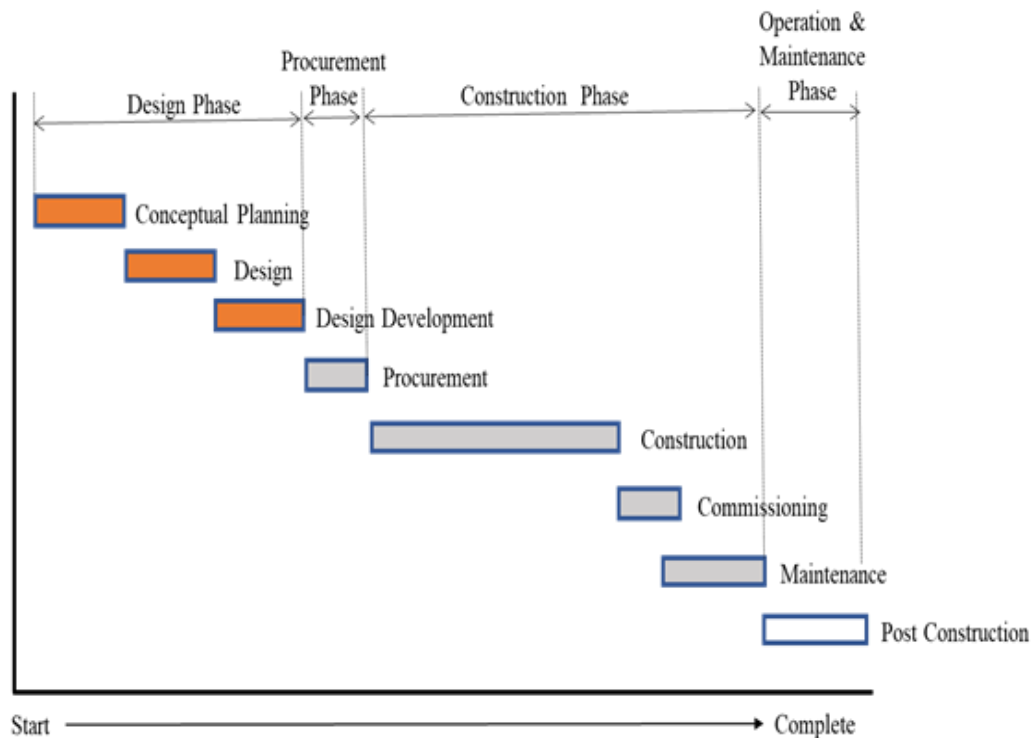 Operation &
Maintenance
Phase
Procurement
Phase
Design Phase
Construction Phase
Conceptual Planning
Design
Design Development
Procurement
Construction
Commissioning
Maintenance
Post Construction
Start
Complete